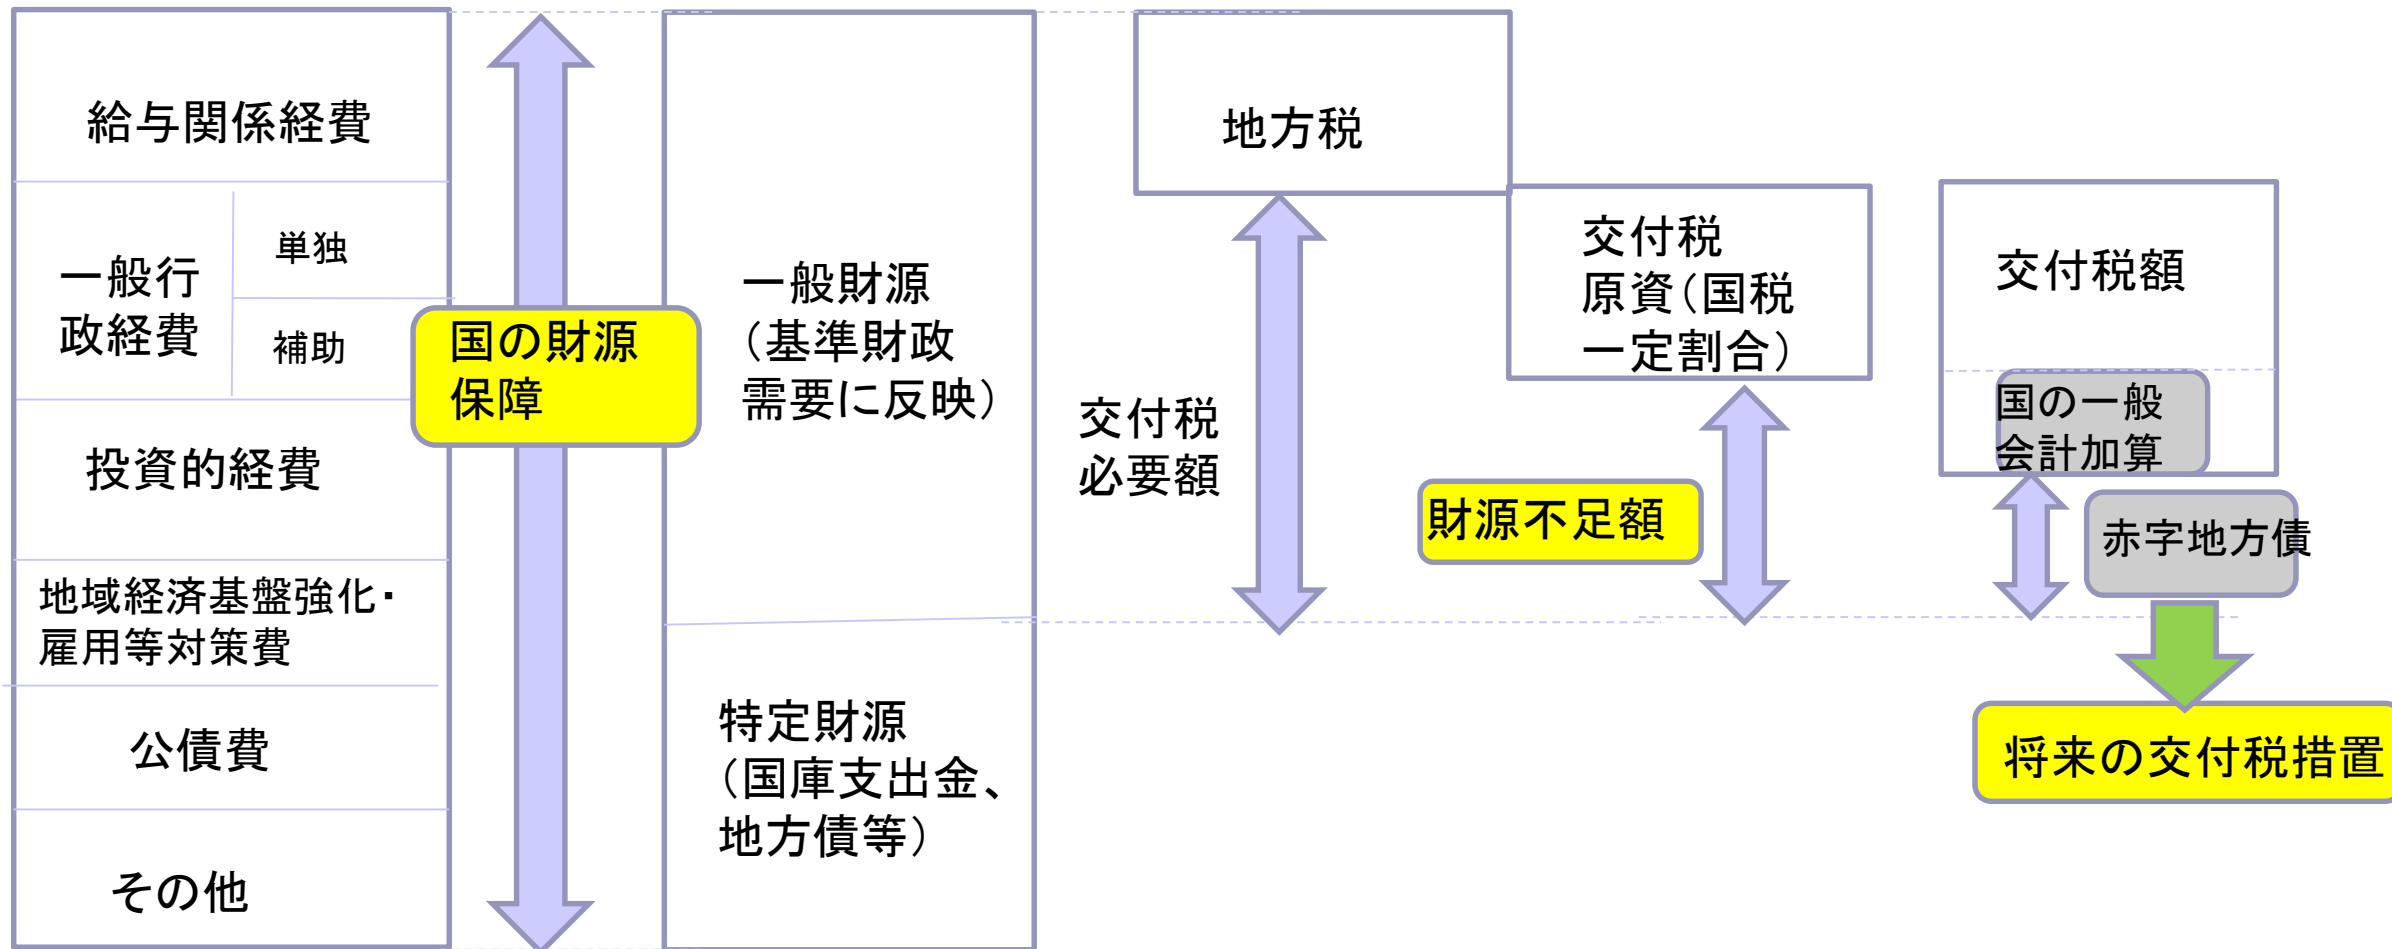 給与関係経費
一般行
政経費
単独
補助
投資的経費
地域経済基盤強化・
雇用等対策費
公債費
その他
国の財源
保障
一般財源
（基準財政
需要に反映）
特定財源
（国庫支出金、
地方債等）
地方税
交付税
必要額
交付税
原資（国税
一定割合）
財源不足額
交付税額
国の一般
会計加算
赤字地方債
将来の交付税措置